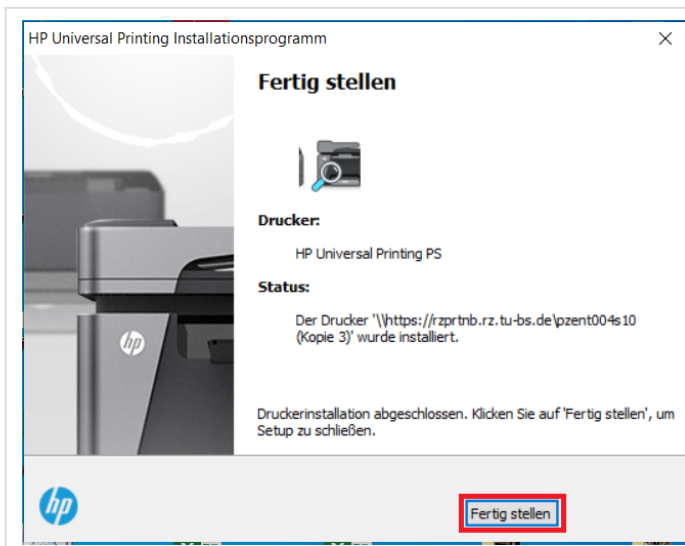 HP Universal Printing Installationsprogramm
Fertig stellen
Drucker:
HP Universal Printing PS
Status:
Der Drucker '\\https://rzprtnb.rz.tu-bs.de\pzent004s10
(Kopie 3)' wurde installiert.
hp
Druckerinstallation abgeschlossen. Klicken Sie auf 'Fertig stellen', um
Setup zu schließen.
hp
Fertig stellen